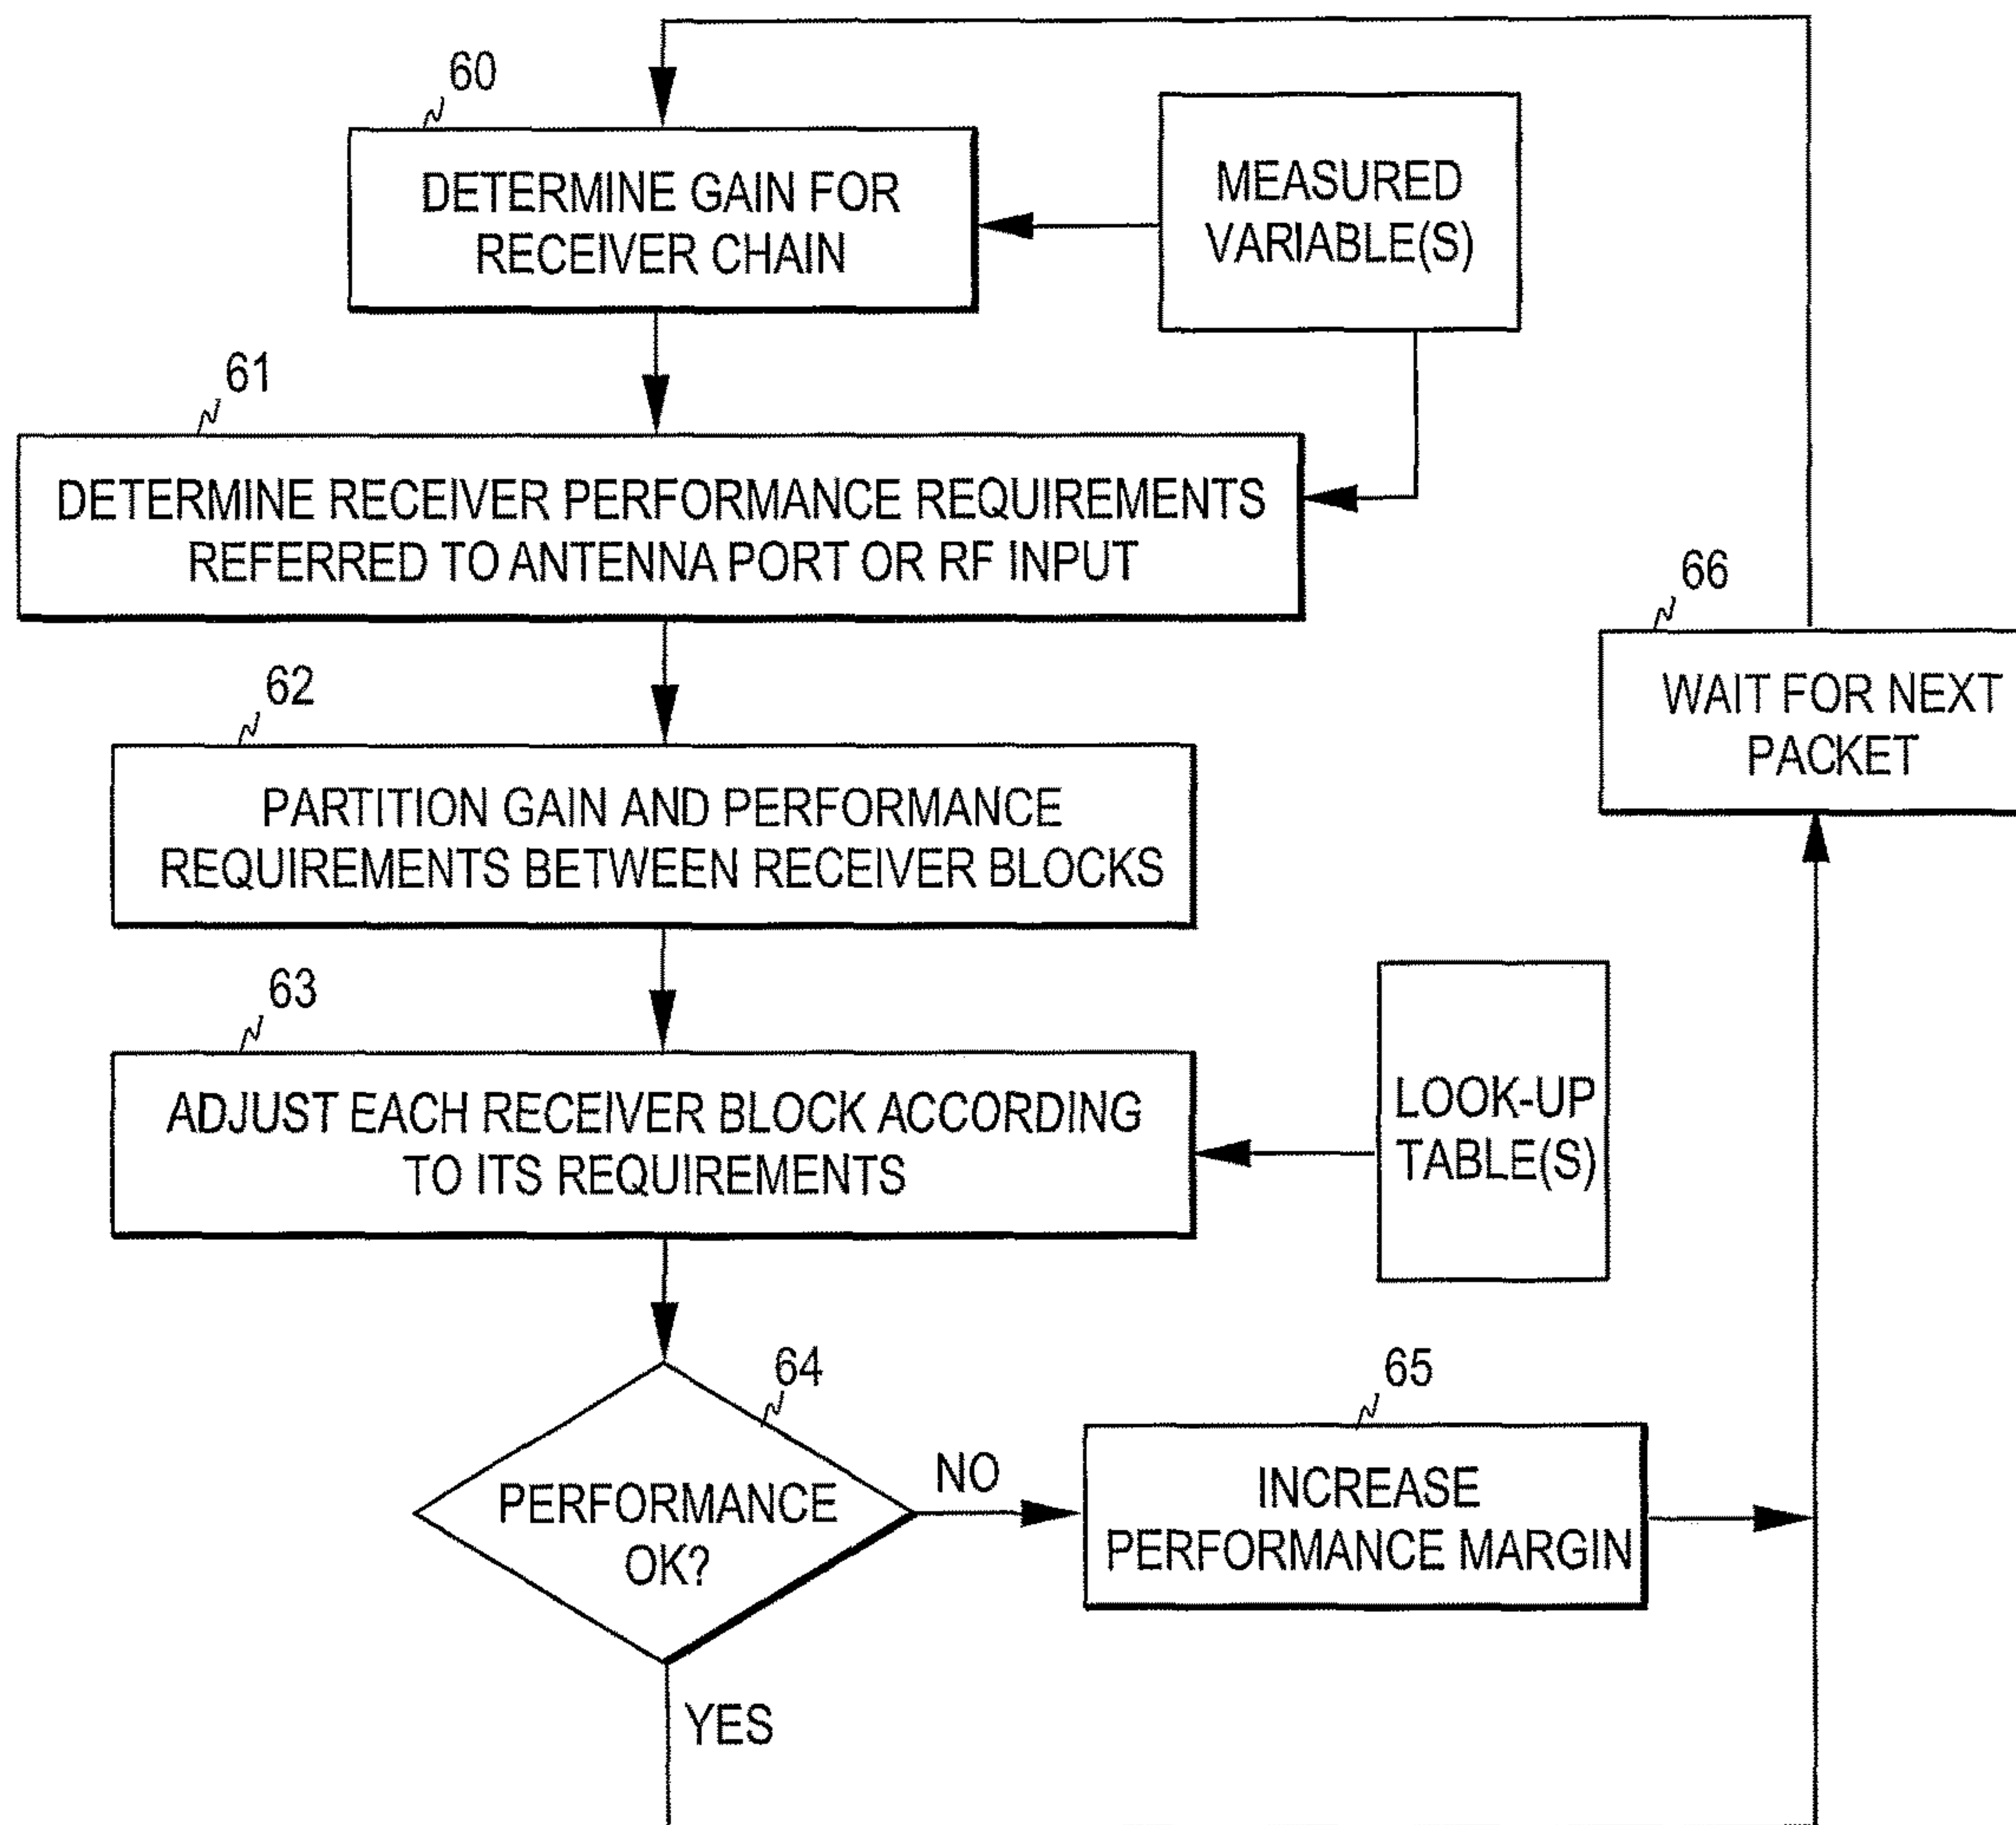 60
DETERMINE GAIN FOR
RECEIVER CHAIN
MEASURED
VARIABLE(S)
61
DETERMINE RECEIVER PERFORMANCE REQUIREMENTS
REFERRED TO ANTENNA PORT OR RF INPUT
66
WAIT FOR NEXT
PACKET
62
PARTITION GAIN AND PERFORMANCE
REQUIREMENTS BETWEEN RECEIVER BLOCKS
63
ADJUST EACH RECEIVER BLOCK ACCORDING
TO ITS REQUIREMENTS
LOOK-UP
TABLE(S)
64
PERFORMANCE
OK?
NO
65
INCREASE
PERFORMANCE MARGIN
YES